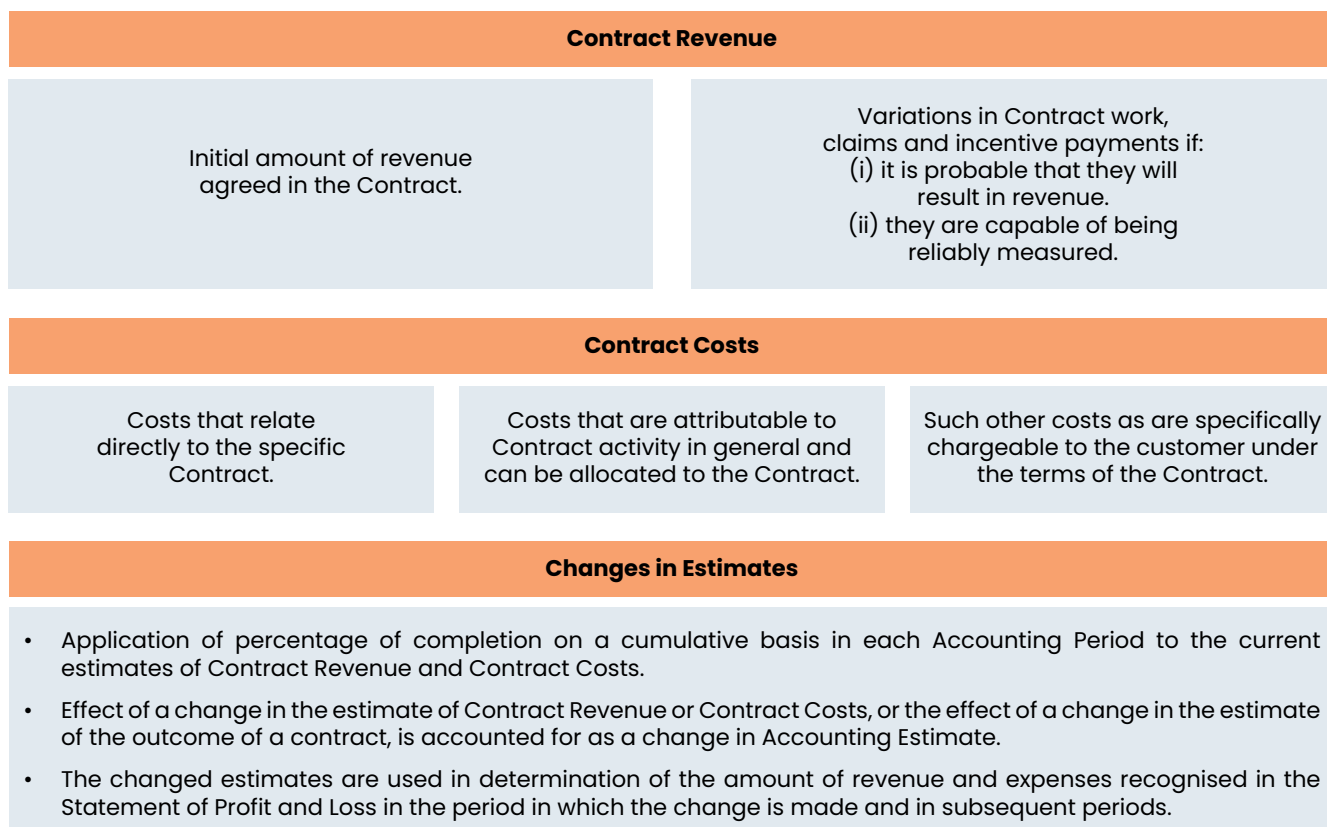 Contract Revenue
Initial amount of revenue
agreed in the Contract.
Variations in Contract work,
claims and incentive payments if:
(i) it is probable that they will
result in revenue.
(ii) they are capable of being
reliably measured.
Contract Costs
Costs that relate
directly to the specific
Contract.
Costs that are attributable to
Contract activity in general and
can be allocated to the Contract.
Such other costs as are specifically
chargeable to the customer under
the terms of the Contract.
Changes in Estimates
• Application of percentage of completion on a cumulative basis in each Accounting Period to the current
estimates of Contract Revenue and Contract Costs.
• Effect of a change in the estimate of Contract Revenue or Contract Costs, or the effect of a change in the estimate
of the outcome of a contract, is accounted for as a change in Accounting Estimate.
• The changed estimates are used in determination of the amount of revenue and expenses recognised in the
Statement of Profit and Loss in the period in which the change is made and in subsequent periods.